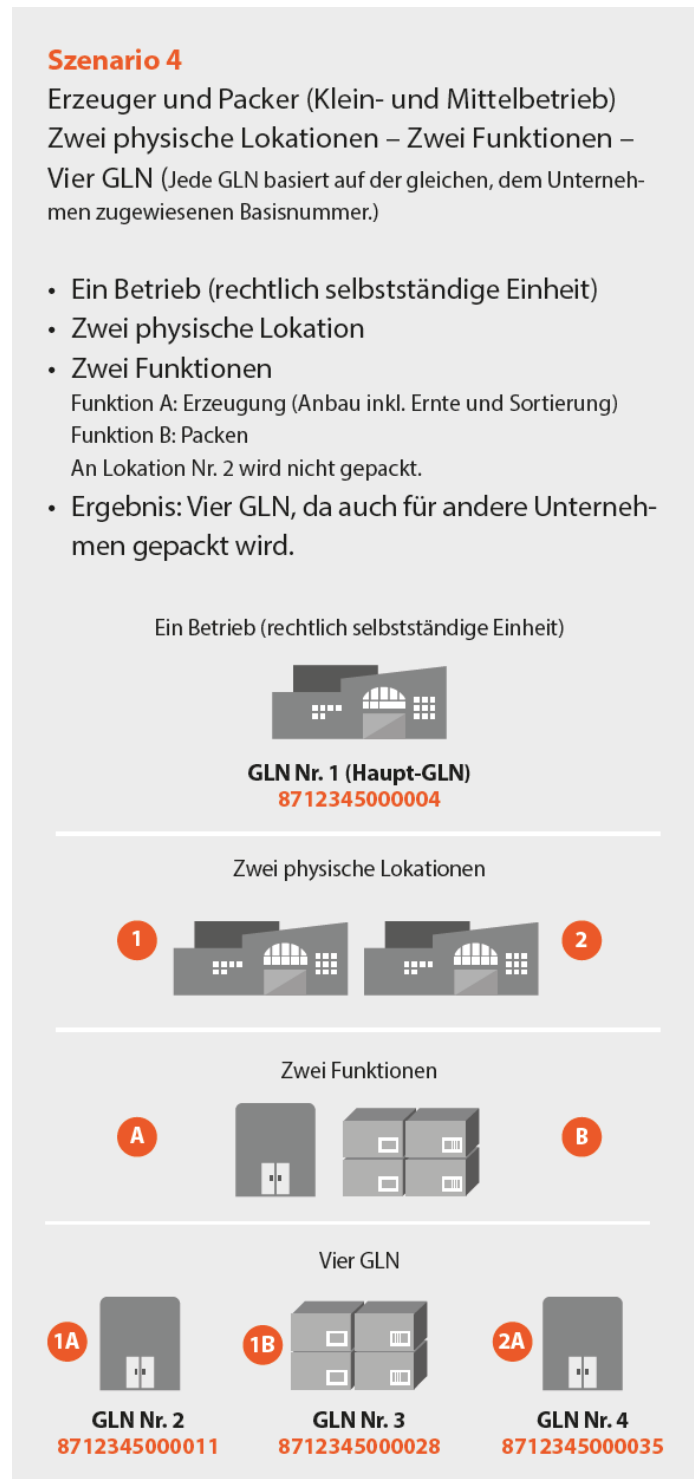 Szenario 4
Erzeuger und Packer (Klein- und Mittelbetrieb)
Zwei physische Lokationen – Zwei Funktionen –
Vier GLN (Jede GLN basiert auf der gleichen, dem Unterneh-
men zugewiesenen Basisnummer.)
• Ein Betrieb (rechtlich selbstständige Einheit)
• Zwei physische Lokation
• Zwei Funktionen
Funktion A: Erzeugung (Anbau inkl. Ernte und Sortierung)
Funktion B: Packen
An Lokation Nr. 2 wird nicht gepackt.
• Ergebnis: Vier GLN, da auch für andere Unterneh-
men gepackt wird.
Ein Betrieb (rechtlich selbstständige Einheit)
GLN Nr. 1 (Haupt-GLN)
8712345000004
Zwei physische Lokationen
1
2
Zwei Funktionen
A
B
Vier GLN
1A
1B
2A
GLN Nr. 2
8712345000011
GLN Nr. 3
8712345000028
GLN Nr. 4
8712345000035